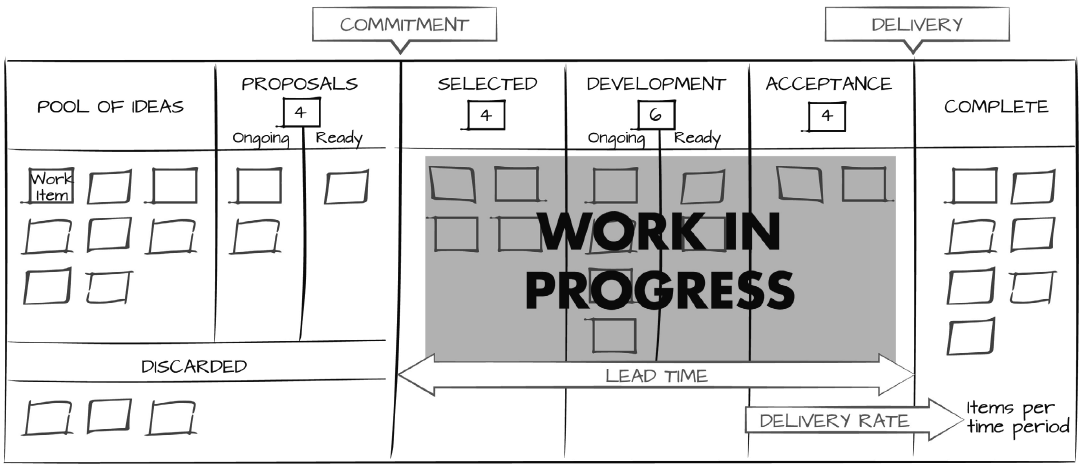 COMMITMENT
DELIVERY
POOL OF IDEAS
PROPOSALS
4
Ongoing
Ready
SELECTED
4
DEVELOPMENT
6
Ongoing
Ready
ACCEPTANCE
4
COMPLETE
Work
Item
WORK IN
PROGRESS
DISCARDED
LEAD TIME
DELIVERY RATE
Items per
time period